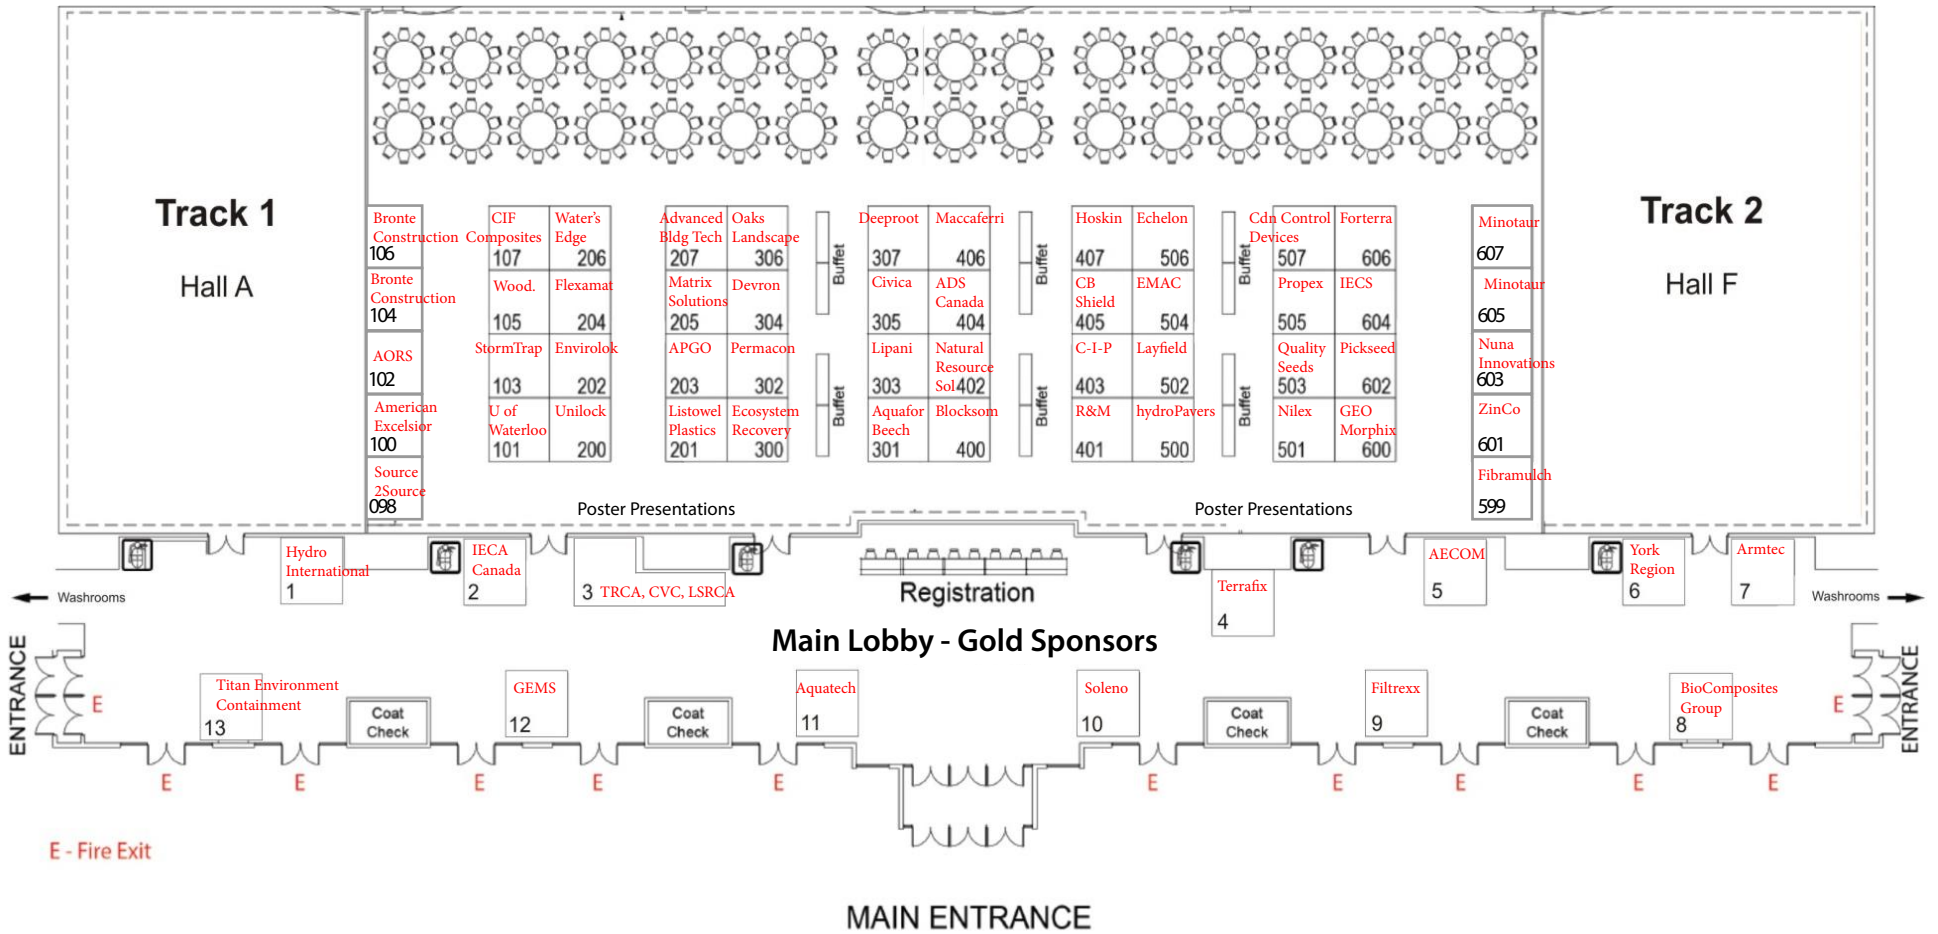 Track 1
Hall A
Track 2
Hall F
Bronte
Construction
106
CIF
Composites
107
Water's
Edge
206
Advanced
Bldg Tech
207
Oaks
Landscape
306
Buffet
Deeproot
307
Maccaferri
406
Buffet
Hoskin
407
Echelon
506
Buffet
Cdn Control
Devices
507
Forterra
606
Minotaur
607
Bronte
Construction
104
Wood.
105
Flexamat
204
Matrix
Solutions
205
Devron
304
Civica
305
ADS
Canada
404
CB
Shield
405
EMAC
504
Propex
505
IECS
604
Minotaur
605
AORS
102
StormTrap
103
Envirolok
202
APGO
203
Permacon
302
Buffet
Lipani
303
Natural
Resource
Sol
402
Buffet
C-I-P
403
Layfield
502
Buffet
Quality
Seeds
503
Pickseed
602
Nuna
Innovations
603
American
Excelsior
100
U of
Waterloo
101
Unilock
200
Listowel
Plastics
201
Ecosystem
Recovery
300
Aquafor
Beech
301
Blocksom
400
R&M
401
hydroPavers
500
Nilex
501
GEO
Morphix
600
ZinCo
601
Source
2Source
098
Fibramulch
599
Poster Presentations
Poster Presentations
Hydro
International
1
IECA
Canada
2
3 TRCA, CVC, LSRCA
Registration
Terrafix
4
AECOM
5
York
Region
6
Armtec
7
Washrooms
Washrooms
Main Lobby - Gold Sponsors
ENTRANCE
E
Titan Environment
Containment
13
Coat
Check
GEMS
12
Coat
Check
Aquatech
11
Soleno
10
Coat
Check
Filtrexx
9
Coat
Check
BioComposites
Group
8
E
ENTRANCE
E
E
E
E
E
E
E
E
E
E
E - Fire Exit
MAIN ENTRANCE